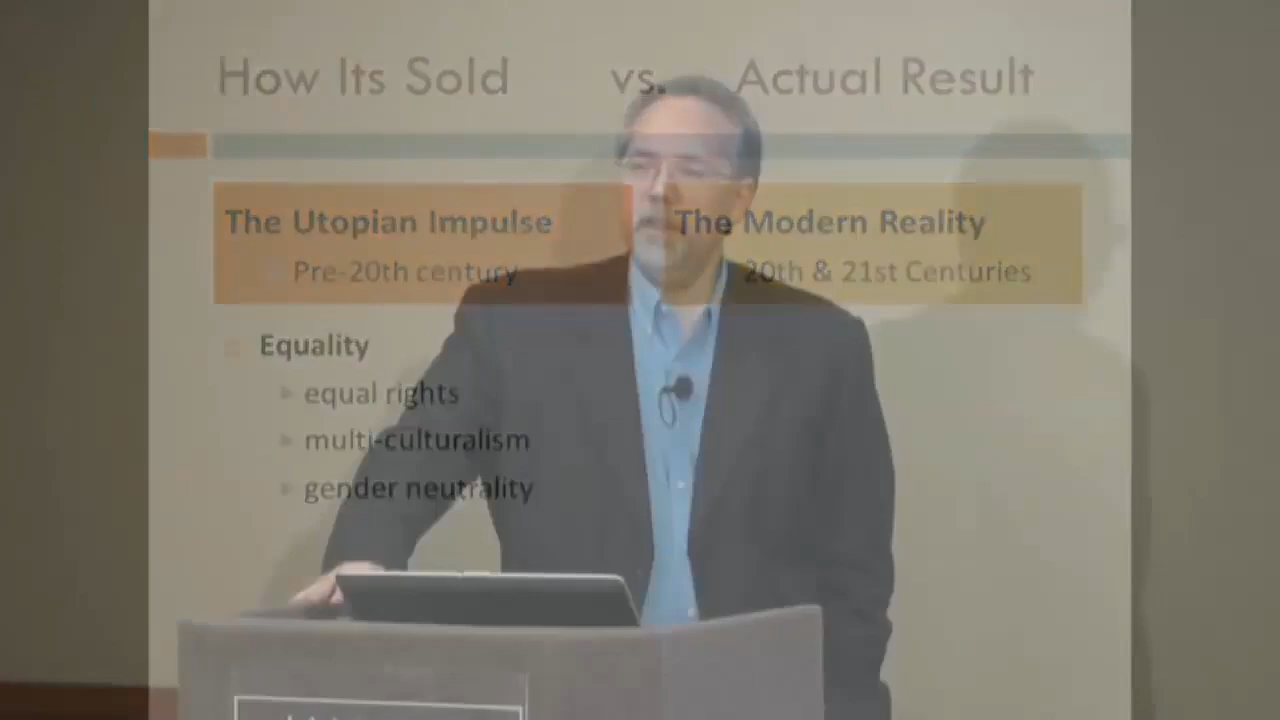 How Its Sold vs. Actual Result
The Utopian Impulse The Modern Reality
Pre-20th century 20th & 21st Centuries
Equality
equal rights
multi-culturalism
gender neutrality